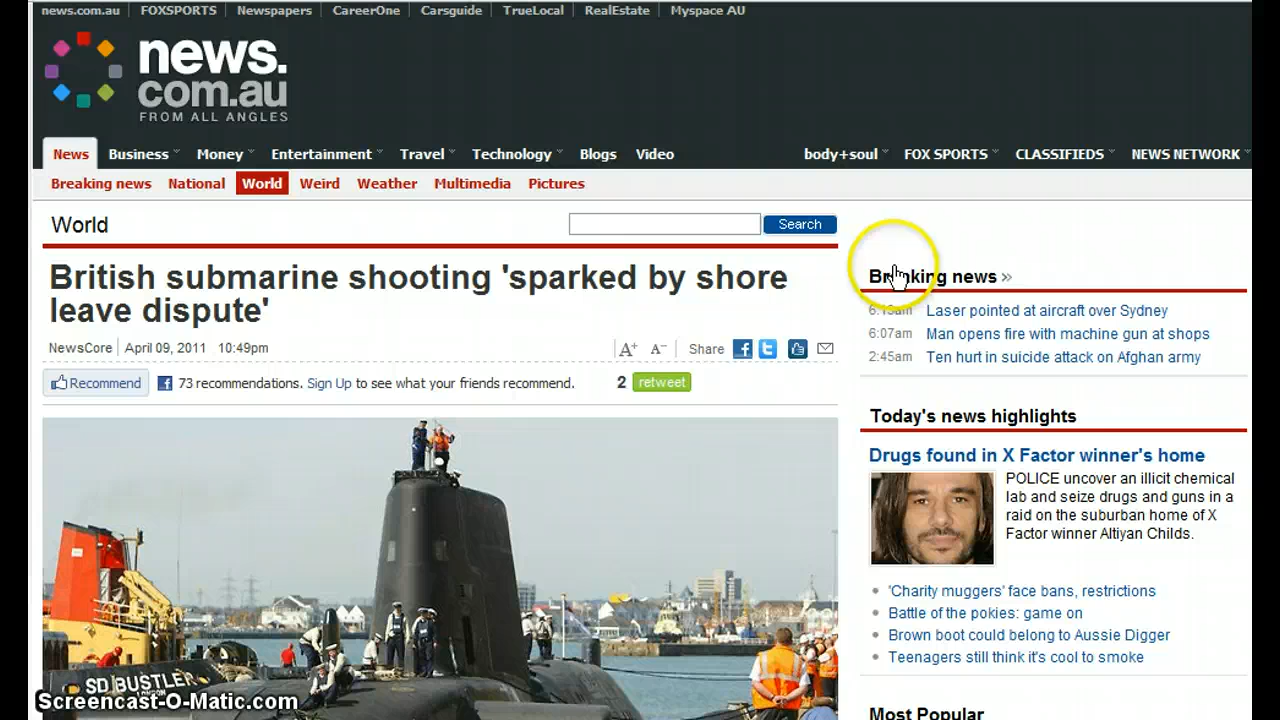 news.com.au FOXSPORTS Newspapers CareerOne Carsguide TrueLocal RealEstate Myspace AU
news.
com.au
FROM ALL ANGLES
News Business Money Entertainment Travel Technology Blogs Video body+soul FOX SPORTS CLASSIFIEDS NEWS NETWORK
Breaking news National World Weird Weather Multimedia Pictures
World
Search
British submarine shooting 'sparked by shore
leave dispute'
NewsCore April 09, 2011 10:49pm
A+ A- Share
Recommend 73 recommendations. Sign Up to see what your friends recommend.
2 retweet
Breaking news »
Laser pointed at aircraft over Sydney
6:07am Man opens fire with machine gun at shops
2:45am Ten hurt in suicide attack on Afghan army
Today's news highlights
Drugs found in X Factor winner's home
POLICE uncover an illicit chemical
lab and seize drugs and guns in a
raid on the suburban home of X
Factor winner Altiyan Childs.
'Charity muggers' face bans, restrictions
Battle of the pokies: game on
Brown boot could belong to Aussie Digger
Teenagers still think it's cool to smoke
Most Popular
SD BUSTLER
LONDON
Screencast-O-Matic.com